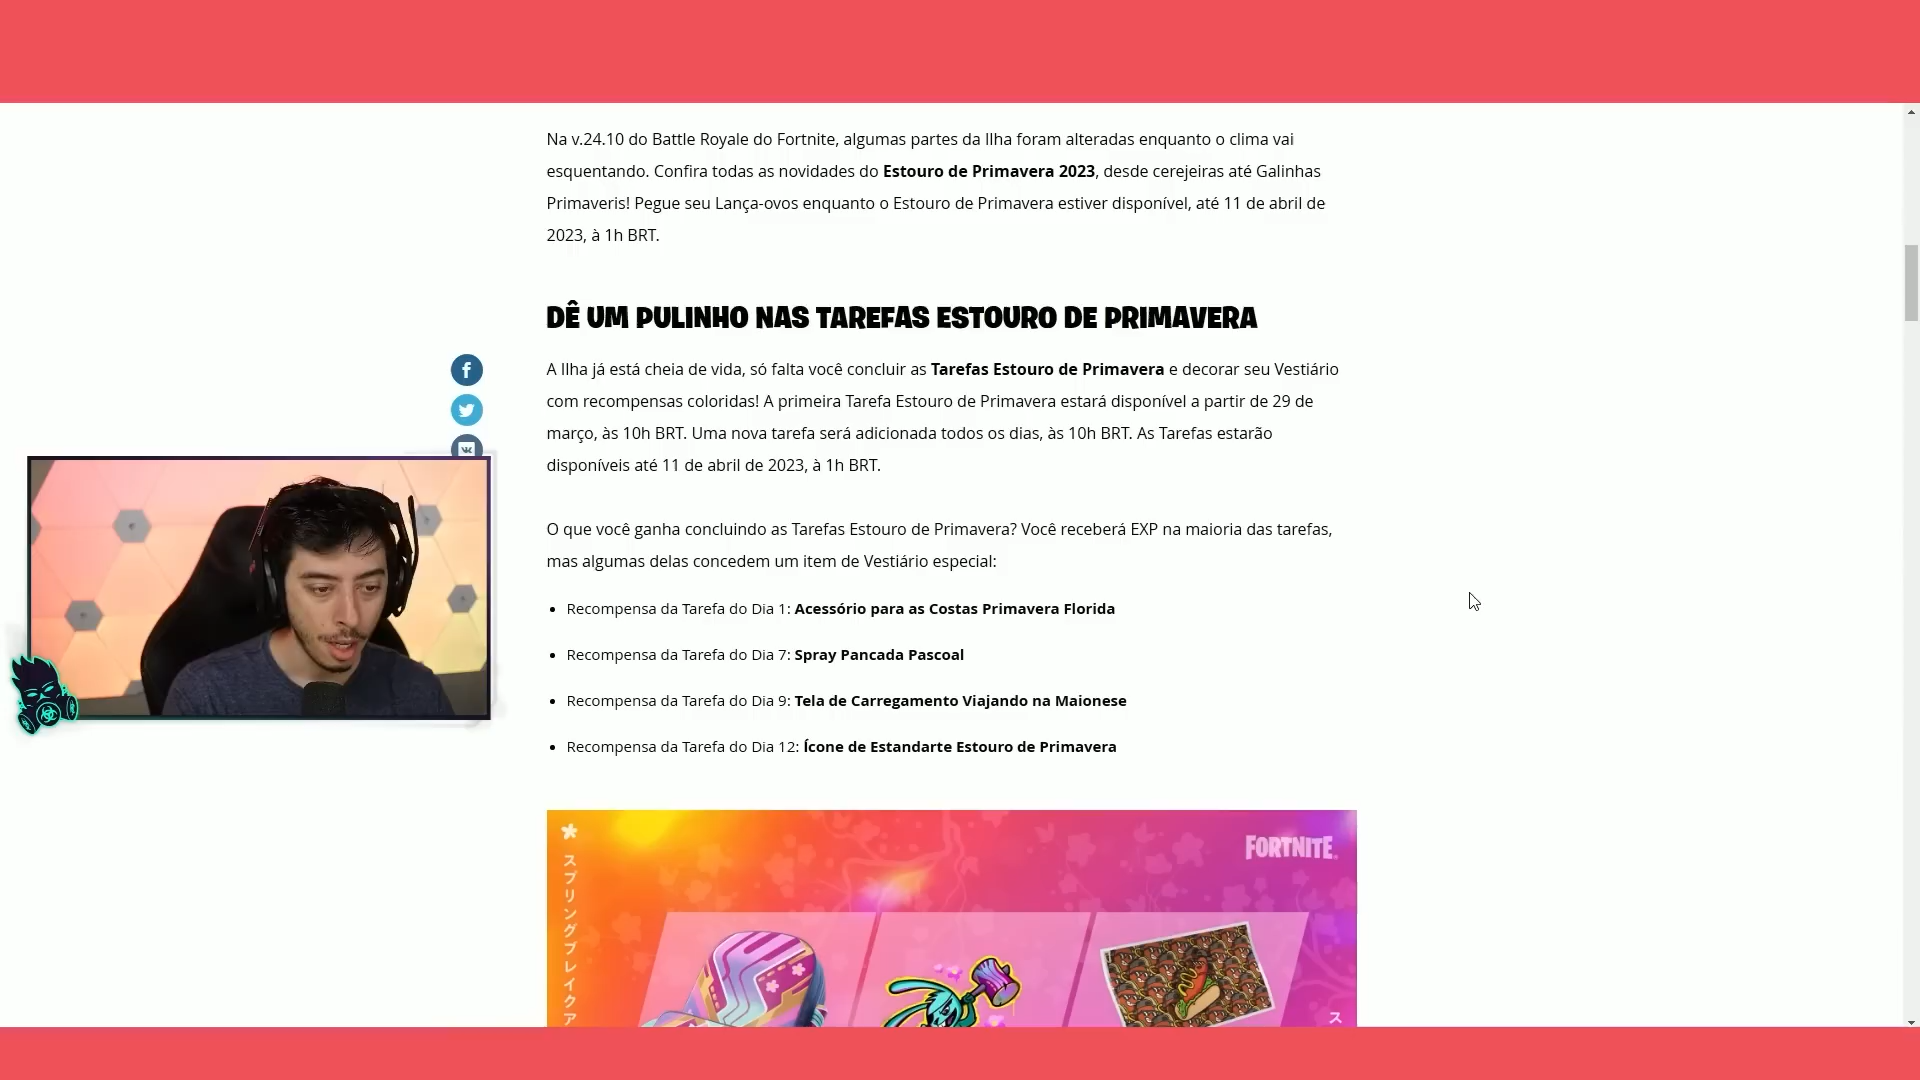 Na v.24.10 do Battle Royale do Fortnite, algumas partes da Ilha foram alteradas enquanto o clima vai
esquentando. Confira todas as novidades do Estouro de Primavera 2023, desde cerejeiras até Galinhas
Primaveris! Pegue seu Lança-ovos enquanto o Estouro de Primavera estiver disponível, até 11 de abril de
2023, à 1h BRT.
DÊ UM PULINHO NAS TAREFAS ESTOURO DE PRIMAVERA
A Ilha já está cheia de vida, só falta você concluir as Tarefas Estouro de Primavera e decorar seu Vestiário
com recompensas coloridas! A primeira Tarefa Estouro de Primavera estará disponível a partir de 29 de
março, às 10h BRT. Uma nova tarefa será adicionada todos os dias, às 10h BRT. As Tarefas estarão
disponíveis até 11 de abril de 2023, à 1h BRT.
O que você ganha concluindo as Tarefas Estouro de Primavera? Você receberá EXP na maioria das tarefas,
mas algumas delas concedem um item de Vestiário especial:
• Recompensa da Tarefa do Dia 1: Acessório para as Costas Primavera Florida
• Recompensa da Tarefa do Dia 7: Spray Pancada Pascoal
• Recompensa da Tarefa do Dia 9: Tela de Carregamento Viajando na Maionese
• Recompensa da Tarefa do Dia 12: Ícone de Estandarte Estouro de Primavera
スプリングブレイクア
FORTNITE
ス